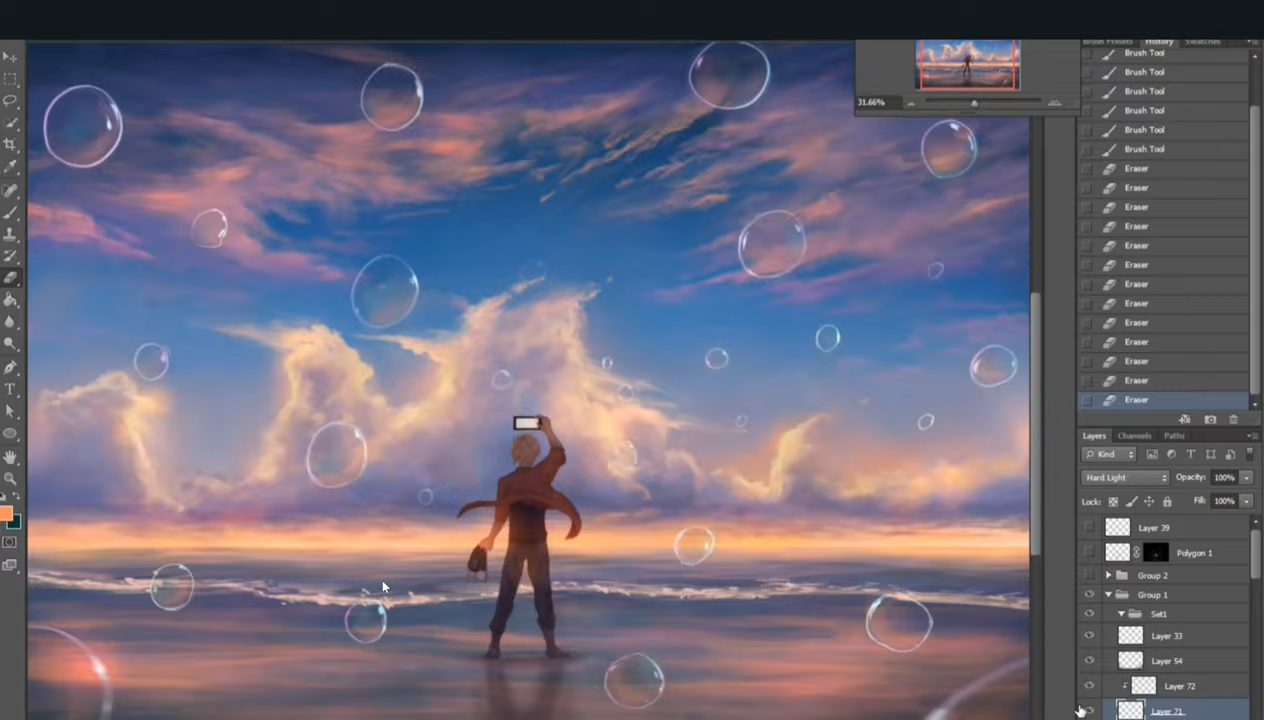 Brush Presets History Swatches
31.66%
Brush Tool
Brush Tool
Brush Tool
Brush Tool
Brush Tool
Brush Tool
Eraser
Eraser
Eraser
Eraser
Eraser
Eraser
Eraser
Eraser
Eraser
Eraser
Eraser
Eraser
Eraser
Layers Channels Paths
Kind
Hard Light Opacity: 100%
Lock: Fill: 100%
Layer 39
Polygon 1
Group 2
Group 1
Set1
Layer 33
Layer 54
Layer 72
Layer 71